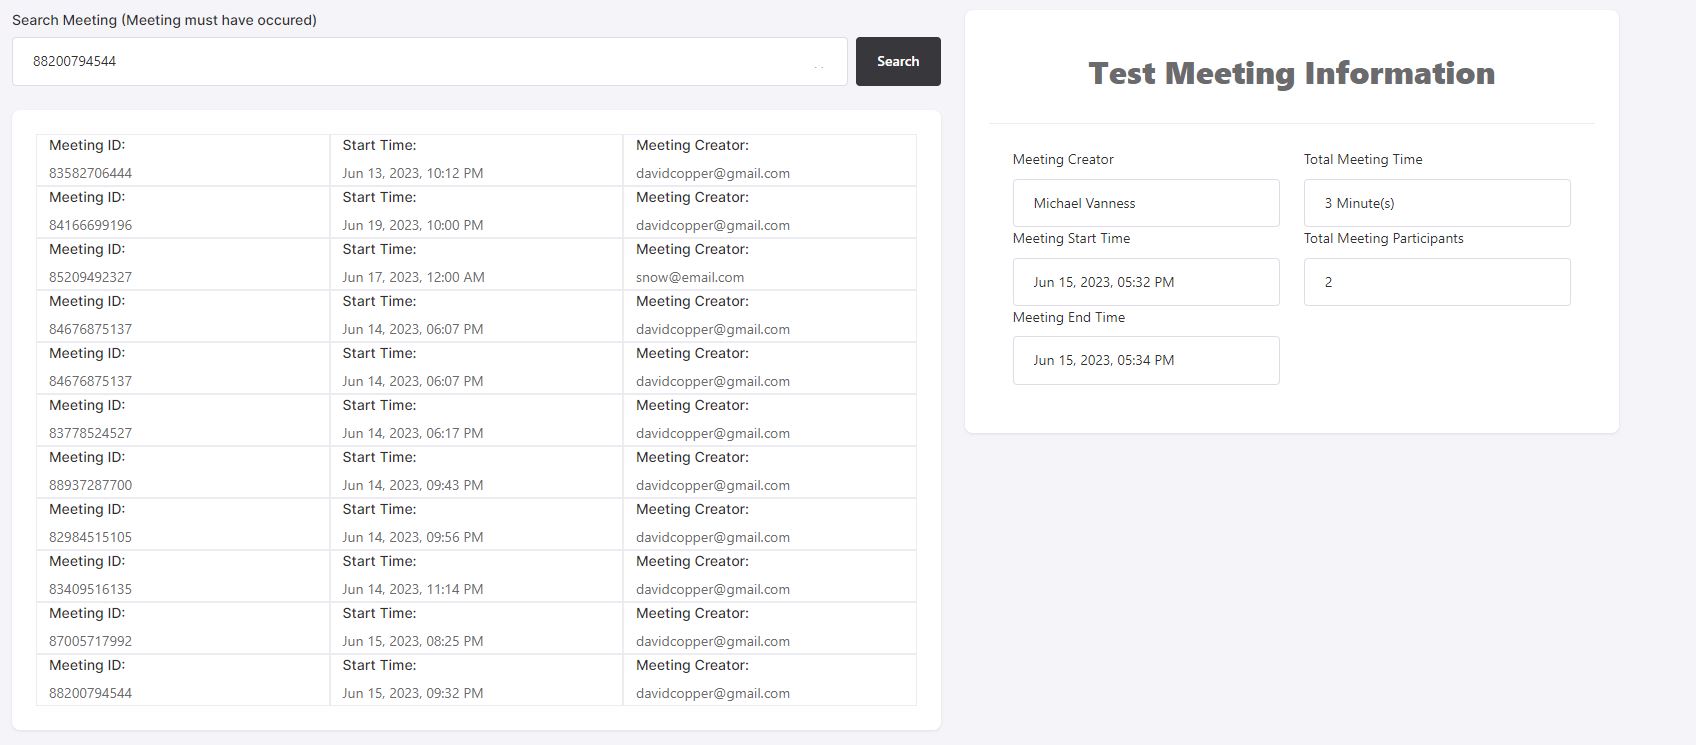 Search Meeting (Meeting must have occured)
88200794544
Search
Meeting ID: Start Time: Meeting Creator:
83582706444 Jun 13, 2023, 10:12 PM davidcopper@gmail.com
Meeting ID: Start Time: Meeting Creator:
84166699196 Jun 19, 2023, 10:00 PM davidcopper@gmail.com
Meeting ID: Start Time: Meeting Creator:
85209492327 Jun 17, 2023, 12:00 AM snow@email.com
Meeting ID: Start Time: Meeting Creator:
84676875137 Jun 14, 2023, 06:07 PM davidcopper@gmail.com
Meeting ID: Start Time: Meeting Creator:
84676875137 Jun 14, 2023, 06:07 PM davidcopper@gmail.com
Meeting ID: Start Time: Meeting Creator:
83778524527 Jun 14, 2023, 06:17 PM davidcopper@gmail.com
Meeting ID: Start Time: Meeting Creator:
88937287700 Jun 14, 2023, 09:43 PM davidcopper@gmail.com
Meeting ID: Start Time: Meeting Creator:
82984515105 Jun 14, 2023, 09:56 PM davidcopper@gmail.com
Meeting ID: Start Time: Meeting Creator:
83409516135 Jun 14, 2023, 11:14 PM davidcopper@gmail.com
Meeting ID: Start Time: Meeting Creator:
87005717992 Jun 15, 2023, 08:25 PM davidcopper@gmail.com
Meeting ID: Start Time: Meeting Creator:
88200794544 Jun 15, 2023, 09:32 PM davidcopper@gmail.com
Test Meeting Information
Meeting Creator Total Meeting Time
Michael Vanness 3 Minute(s)
Meeting Start Time Total Meeting Participants
Jun 15, 2023, 05:32 PM 2
Meeting End Time
Jun 15, 2023, 05:34 PM